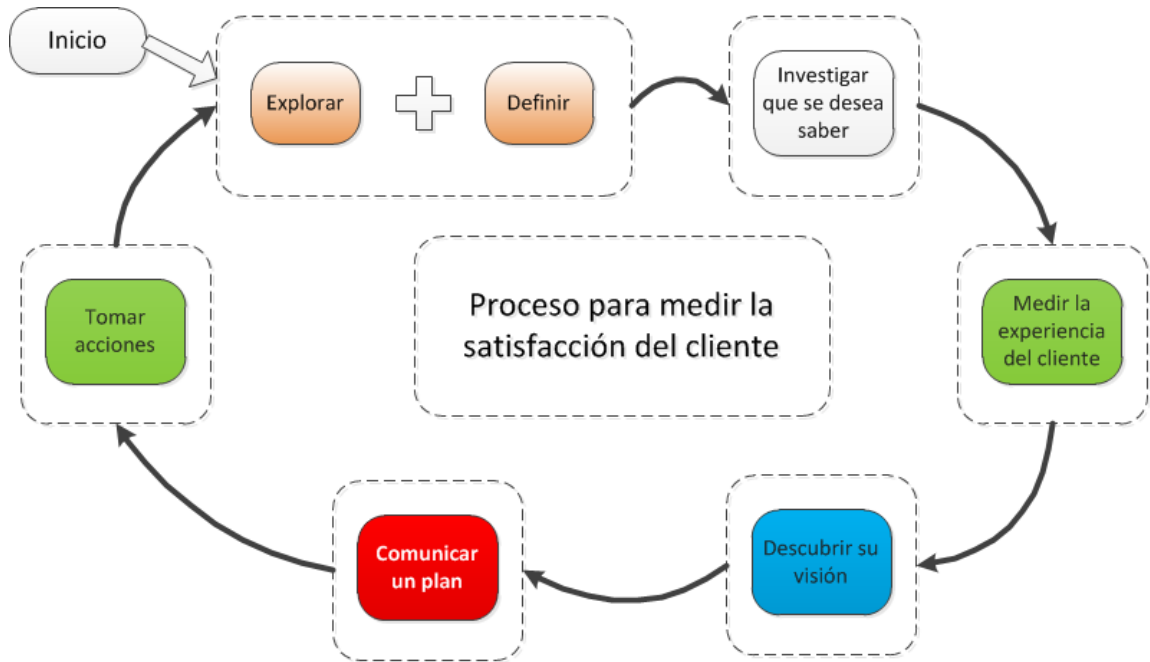 Inicio
Explorar
Definir
Investigar
que se desea
saber
Proceso para medir la
satisfacción del cliente
Tomar
acciones
Medir la
experiencia
del cliente
Comunicar
un plan
Descubrir su
visión